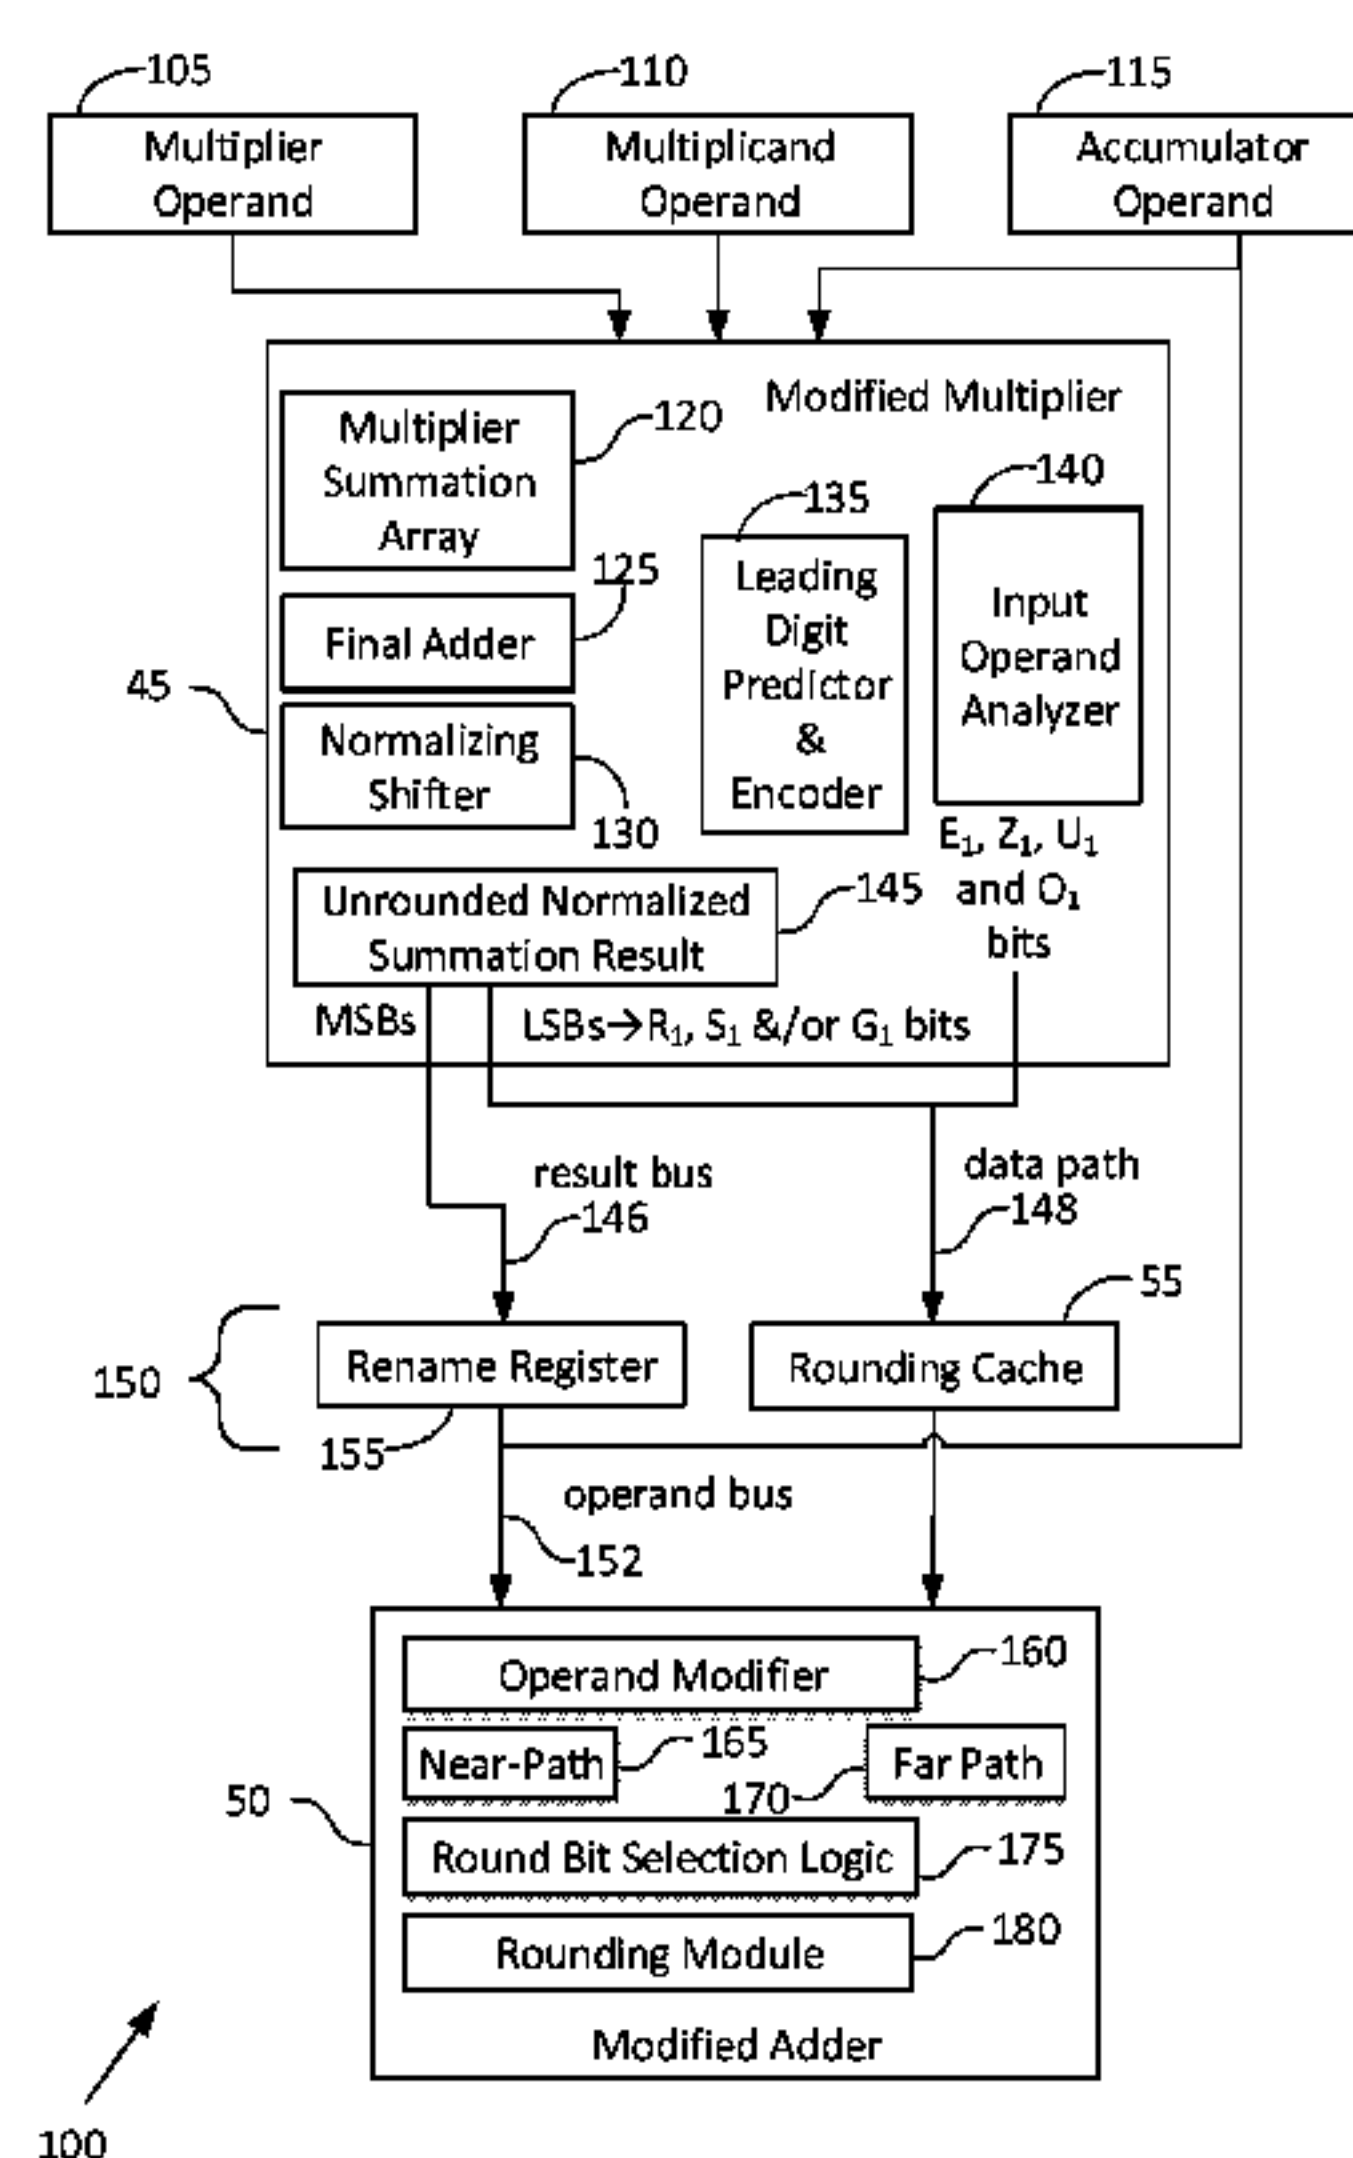 105
110
115
Multiplier
Operand
Multiplicand
Operand
Accumulator
Operand
Modified Multiplier
Multiplier
Summation
Array
120
125
Final Adder
45
Normalizing
Shifter
130
135
Leading
Digit
Predictor
&
Encoder
140
Input
Operand
Analyzer
E₁, Z₁, U₁
and O₁
bits
Unrounded Normalized
Summation Result
145
MSBs
LSBs→R₁, S₁ &/or G₁ bits
result bus
146
data path
148
55
150
Rename Register
Rounding Cache
155
operand bus
152
Operand Modifier
160
Near-Path
165
170
Far Path
50
Round Bit Selection Logic
175
Rounding Module
180
Modified Adder
100